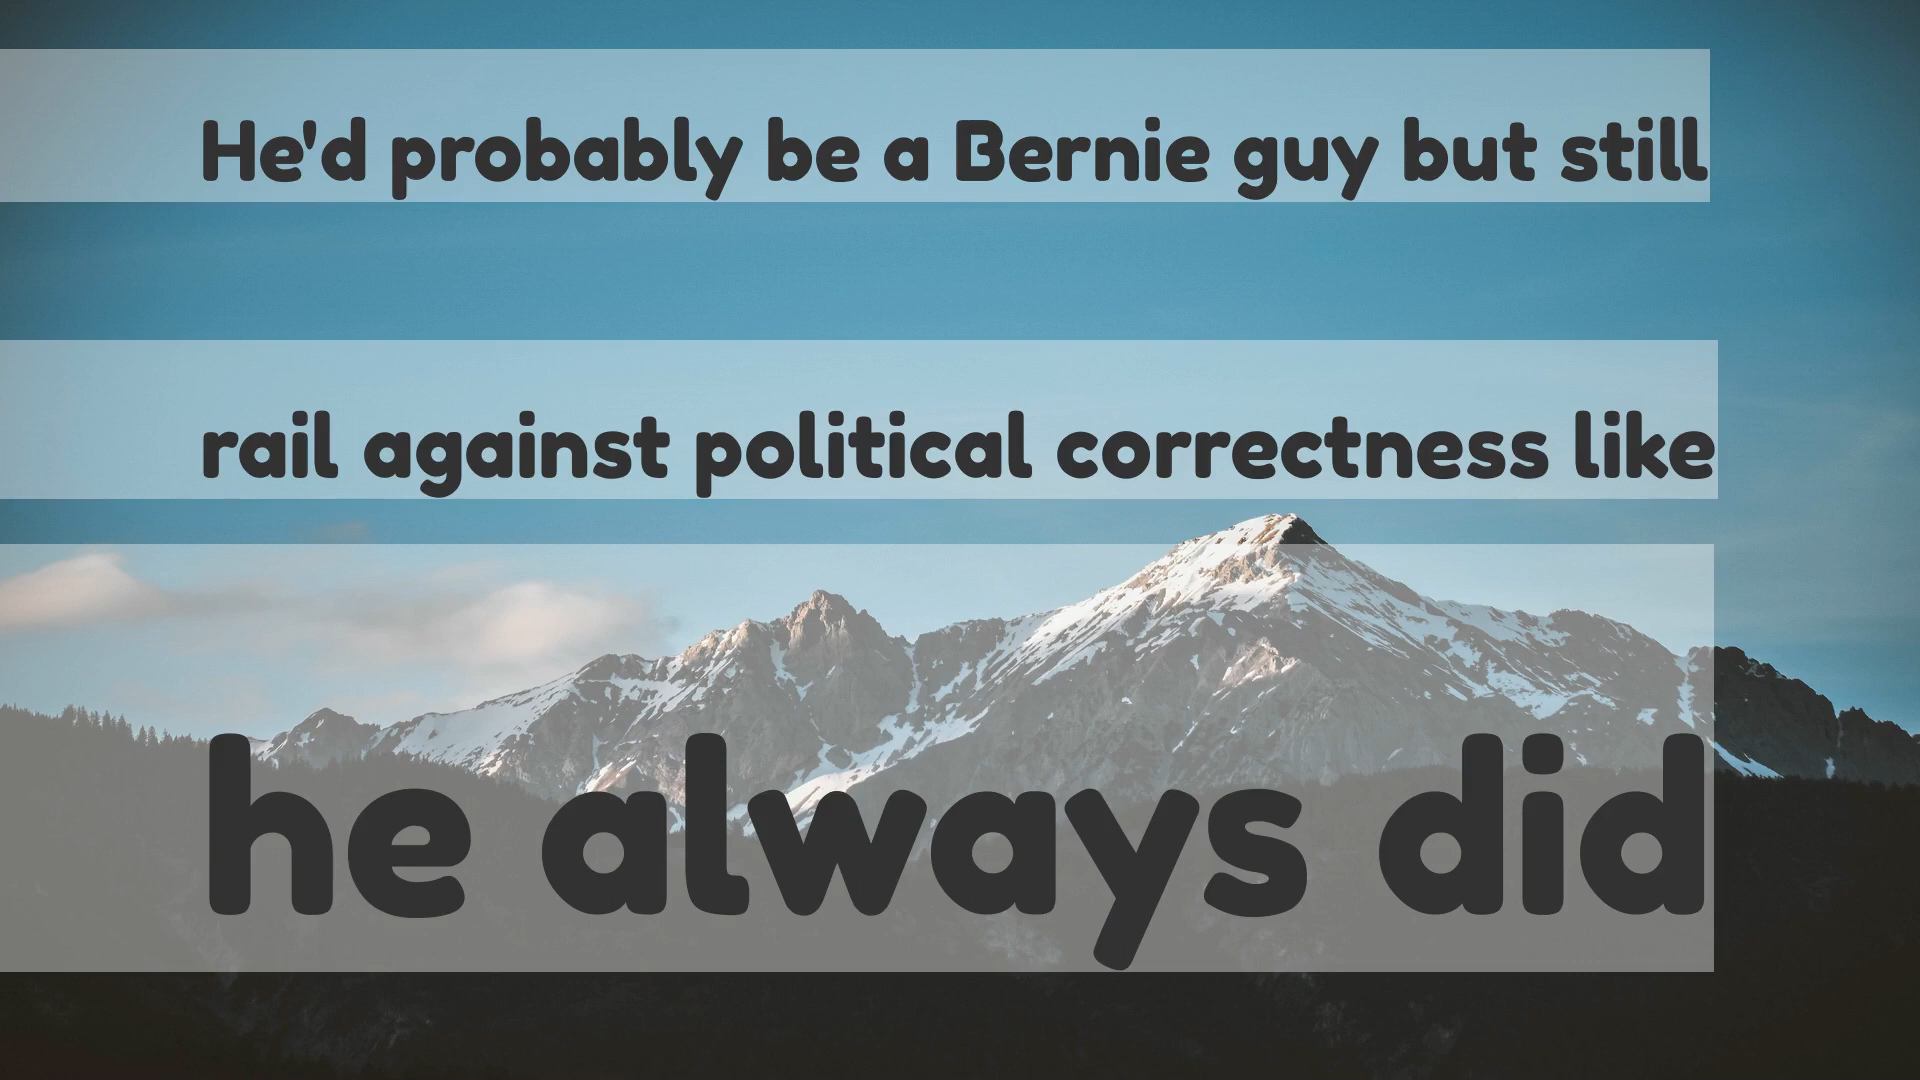 He'd probably be a Bernie guy but still
rail against political correctness like
he always did